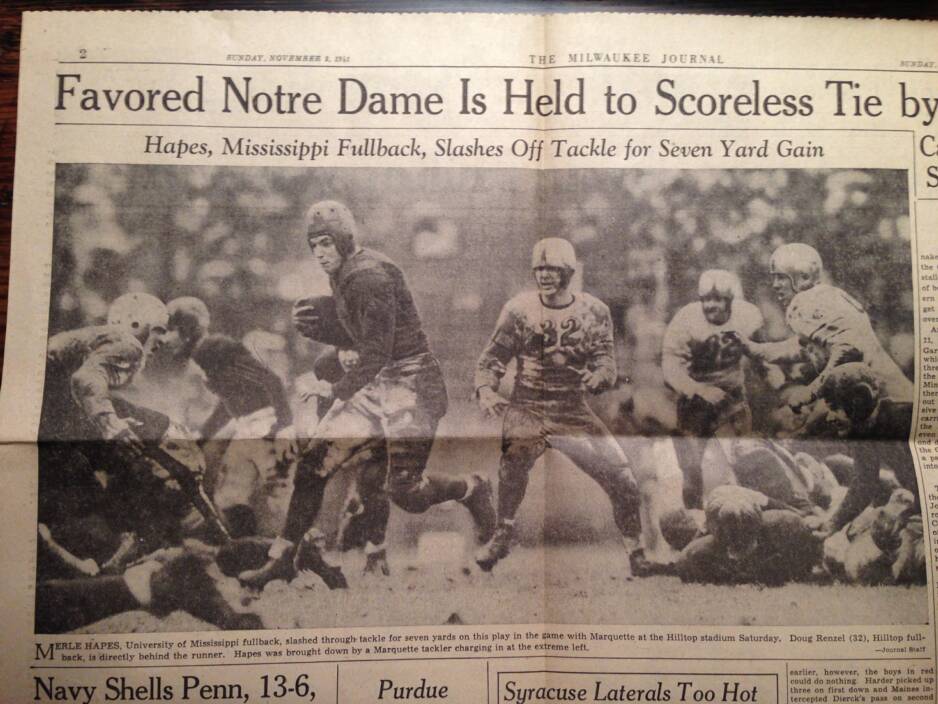 2
SUNDAY, NOVEMBER 2, 1941
THE MILWAUKEE JOURNAL
SUNDAY,
Favored Notre Dame Is Held to Scoreless Tie by
Hapes, Mississippi Fullback, Slashes Off Tackle for Seven Yard Gain
32
MERLE HAPES, University of Mississippi fullback, slashed through tackle for seven yards on this play in the game with Marquette at the Hilltop stadium Saturday. Doug Renzel (32), Hilltop full-
back, is directly behind the runner. Hapes was brought down by a Marquette tackler charging in at the extreme left.
—Journal Staff
Navy Shells Penn, 13-6,
Purdue
Syracuse Laterals Too Hot
earlier, however, the boys in red
could do nothing. Harder picked up
three on first down and Maines in-
tercepted Dierck's pass on second